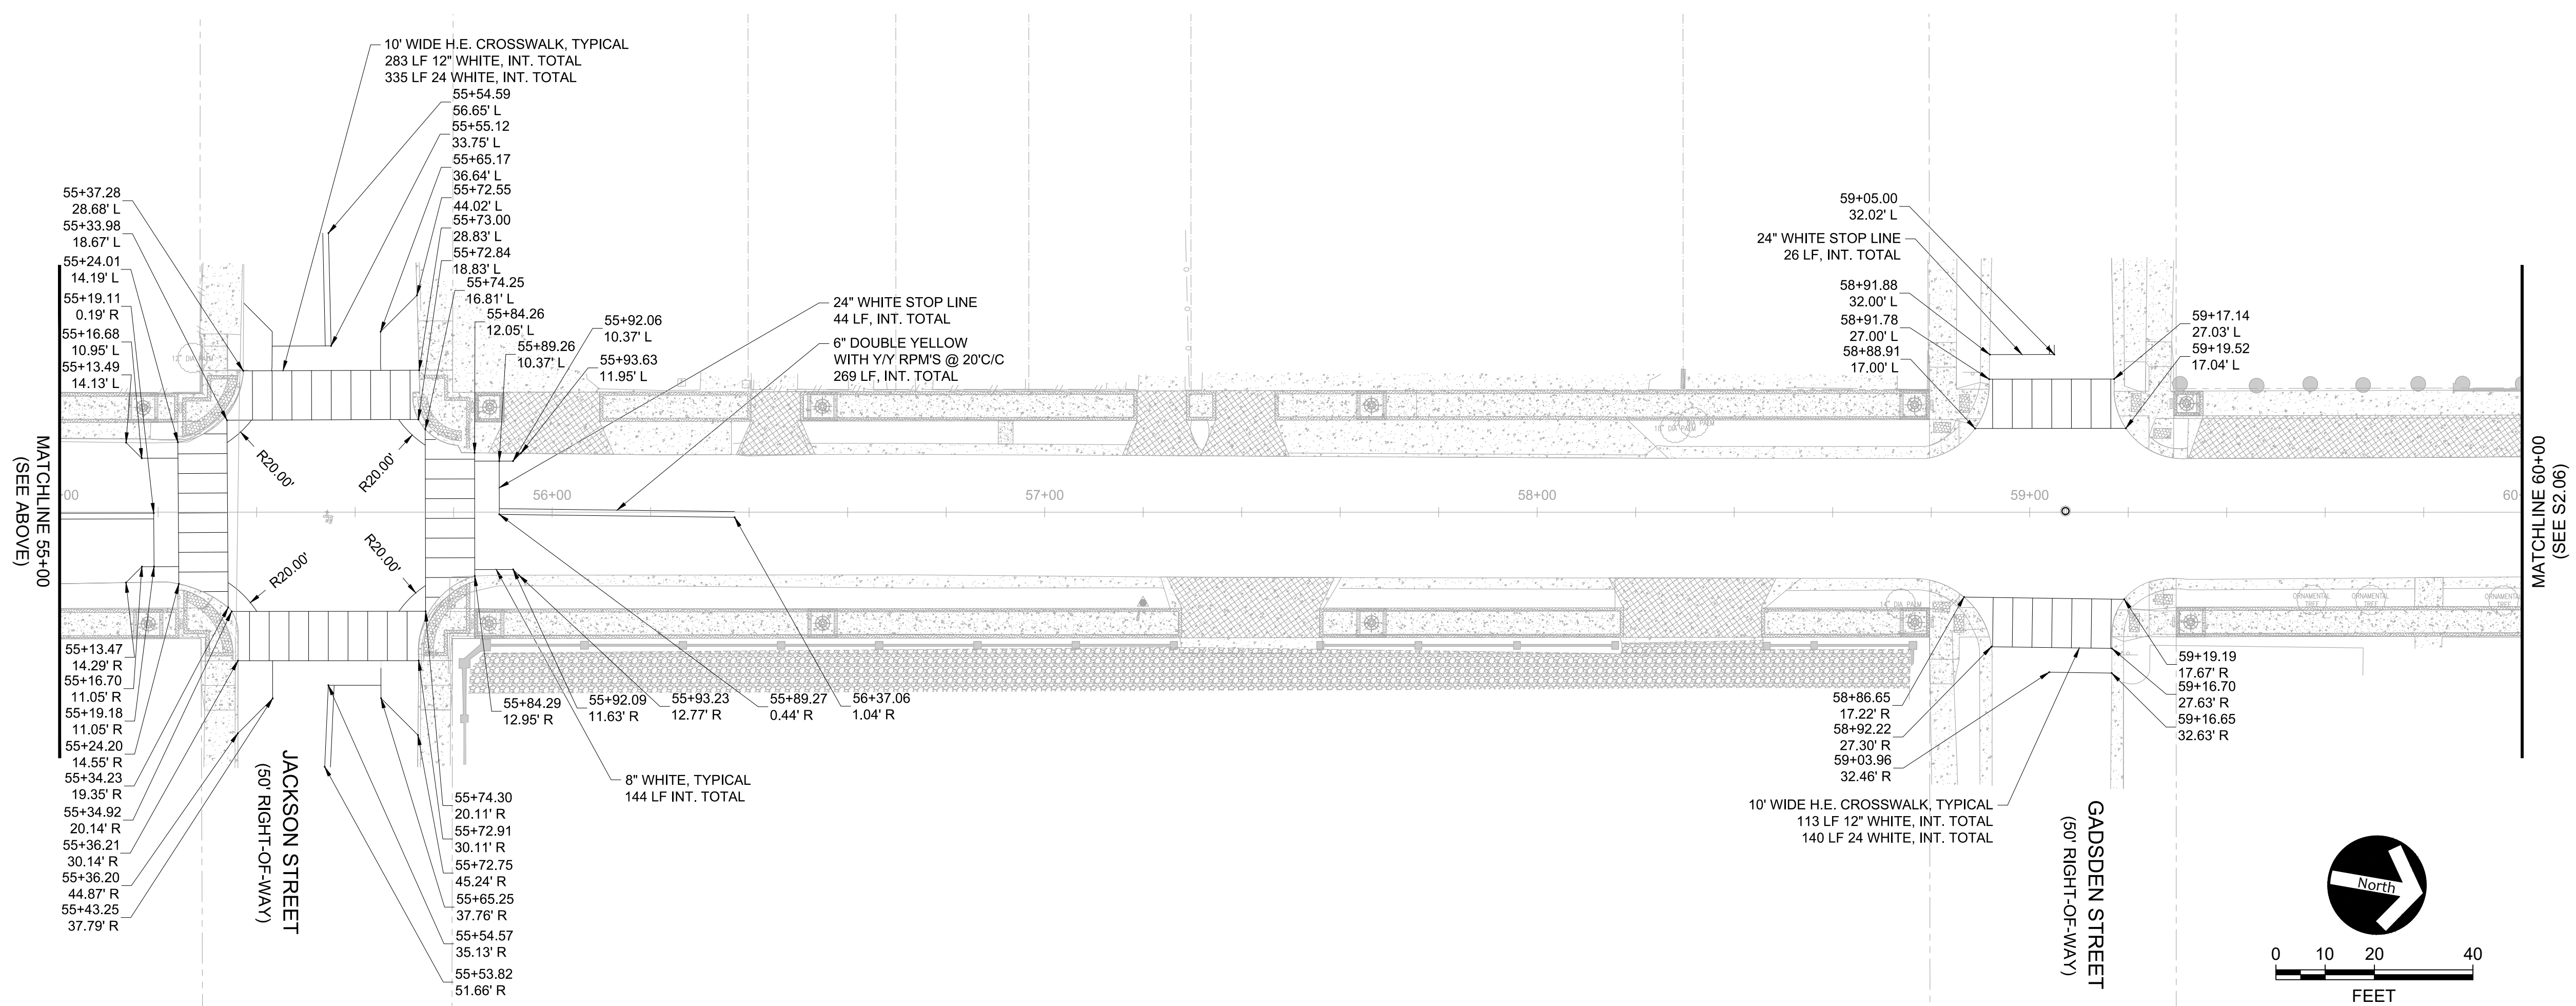 10' WIDE H.E. CROSSWALK, TYPICAL
283 LF 12" WHITE, INT. TOTAL
335 LF 24 WHITE, INT. TOTAL
55+54.59
56.65' L
55+55.12
33.75' L
55+65.17
36.64' L
55+72.55
44.02' L
55+73.00
28.83' L
55+72.84
18.83' L
55+74.25
16.81' L
55+84.26
12.05' L
55+89.26
10.37' L
55+92.06
10.37' L
55+93.63
11.95' L
55+37.28
28.68' L
55+33.98
18.67' L
55+24.01
14.19' L
55+19.11
0.19' R
55+16.68
10.95' L
55+13.49
14.13' L
24" WHITE STOP LINE
44 LF, INT. TOTAL
6" DOUBLE YELLOW
WITH Y/Y RPM'S @ 20'C/C
269 LF, INT. TOTAL
59+05.00
32.02' L
24" WHITE STOP LINE
26 LF, INT. TOTAL
58+91.88
32.00' L
58+91.78
27.00' L
58+88.91
17.00' L
59+17.14
27.03' L
59+19.52
17.04' L
12" DIA PALM
R20.00'
R20.00'
R20.00'
R20.00'
MATCHLINE 55+00
(SEE ABOVE)
+00
56+00
57+00
58+00
59+00
60+
MATCHLINE 60+00
(SEE S2.06)
14" DIA PALM
ORNAMENTAL
TREE
ORNAMENTAL
TREE
ORNAMENTAL
TREE
55+13.47
14.29' R
55+16.70
11.05' R
55+19.18
11.05' R
55+24.20
14.55' R
55+34.23
19.35' R
55+34.92
20.14' R
55+36.21
30.14' R
55+36.20
44.87' R
55+43.25
37.79' R
JACKSON STREET
(50' RIGHT-OF-WAY)
55+84.29
12.95' R
55+92.09
11.63' R
55+93.23
12.77' R
55+89.27
0.44' R
56+37.06
1.04' R
8" WHITE, TYPICAL
144 LF INT. TOTAL
55+74.30
20.11' R
55+72.91
30.11' R
55+72.75
45.24' R
55+65.25
37.76' R
55+54.57
35.13' R
55+53.82
51.66' R
58+86.65
17.22' R
58+92.22
27.30' R
59+03.96
32.46' R
10' WIDE H.E. CROSSWALK, TYPICAL
113 LF 12" WHITE, INT. TOTAL
140 LF 24 WHITE, INT. TOTAL
59+19.19
17.67' R
59+16.70
27.63' R
59+16.65
32.63' R
GADSDEN STREET
(50' RIGHT-OF-WAY)
North
0 10 20 40
FEET